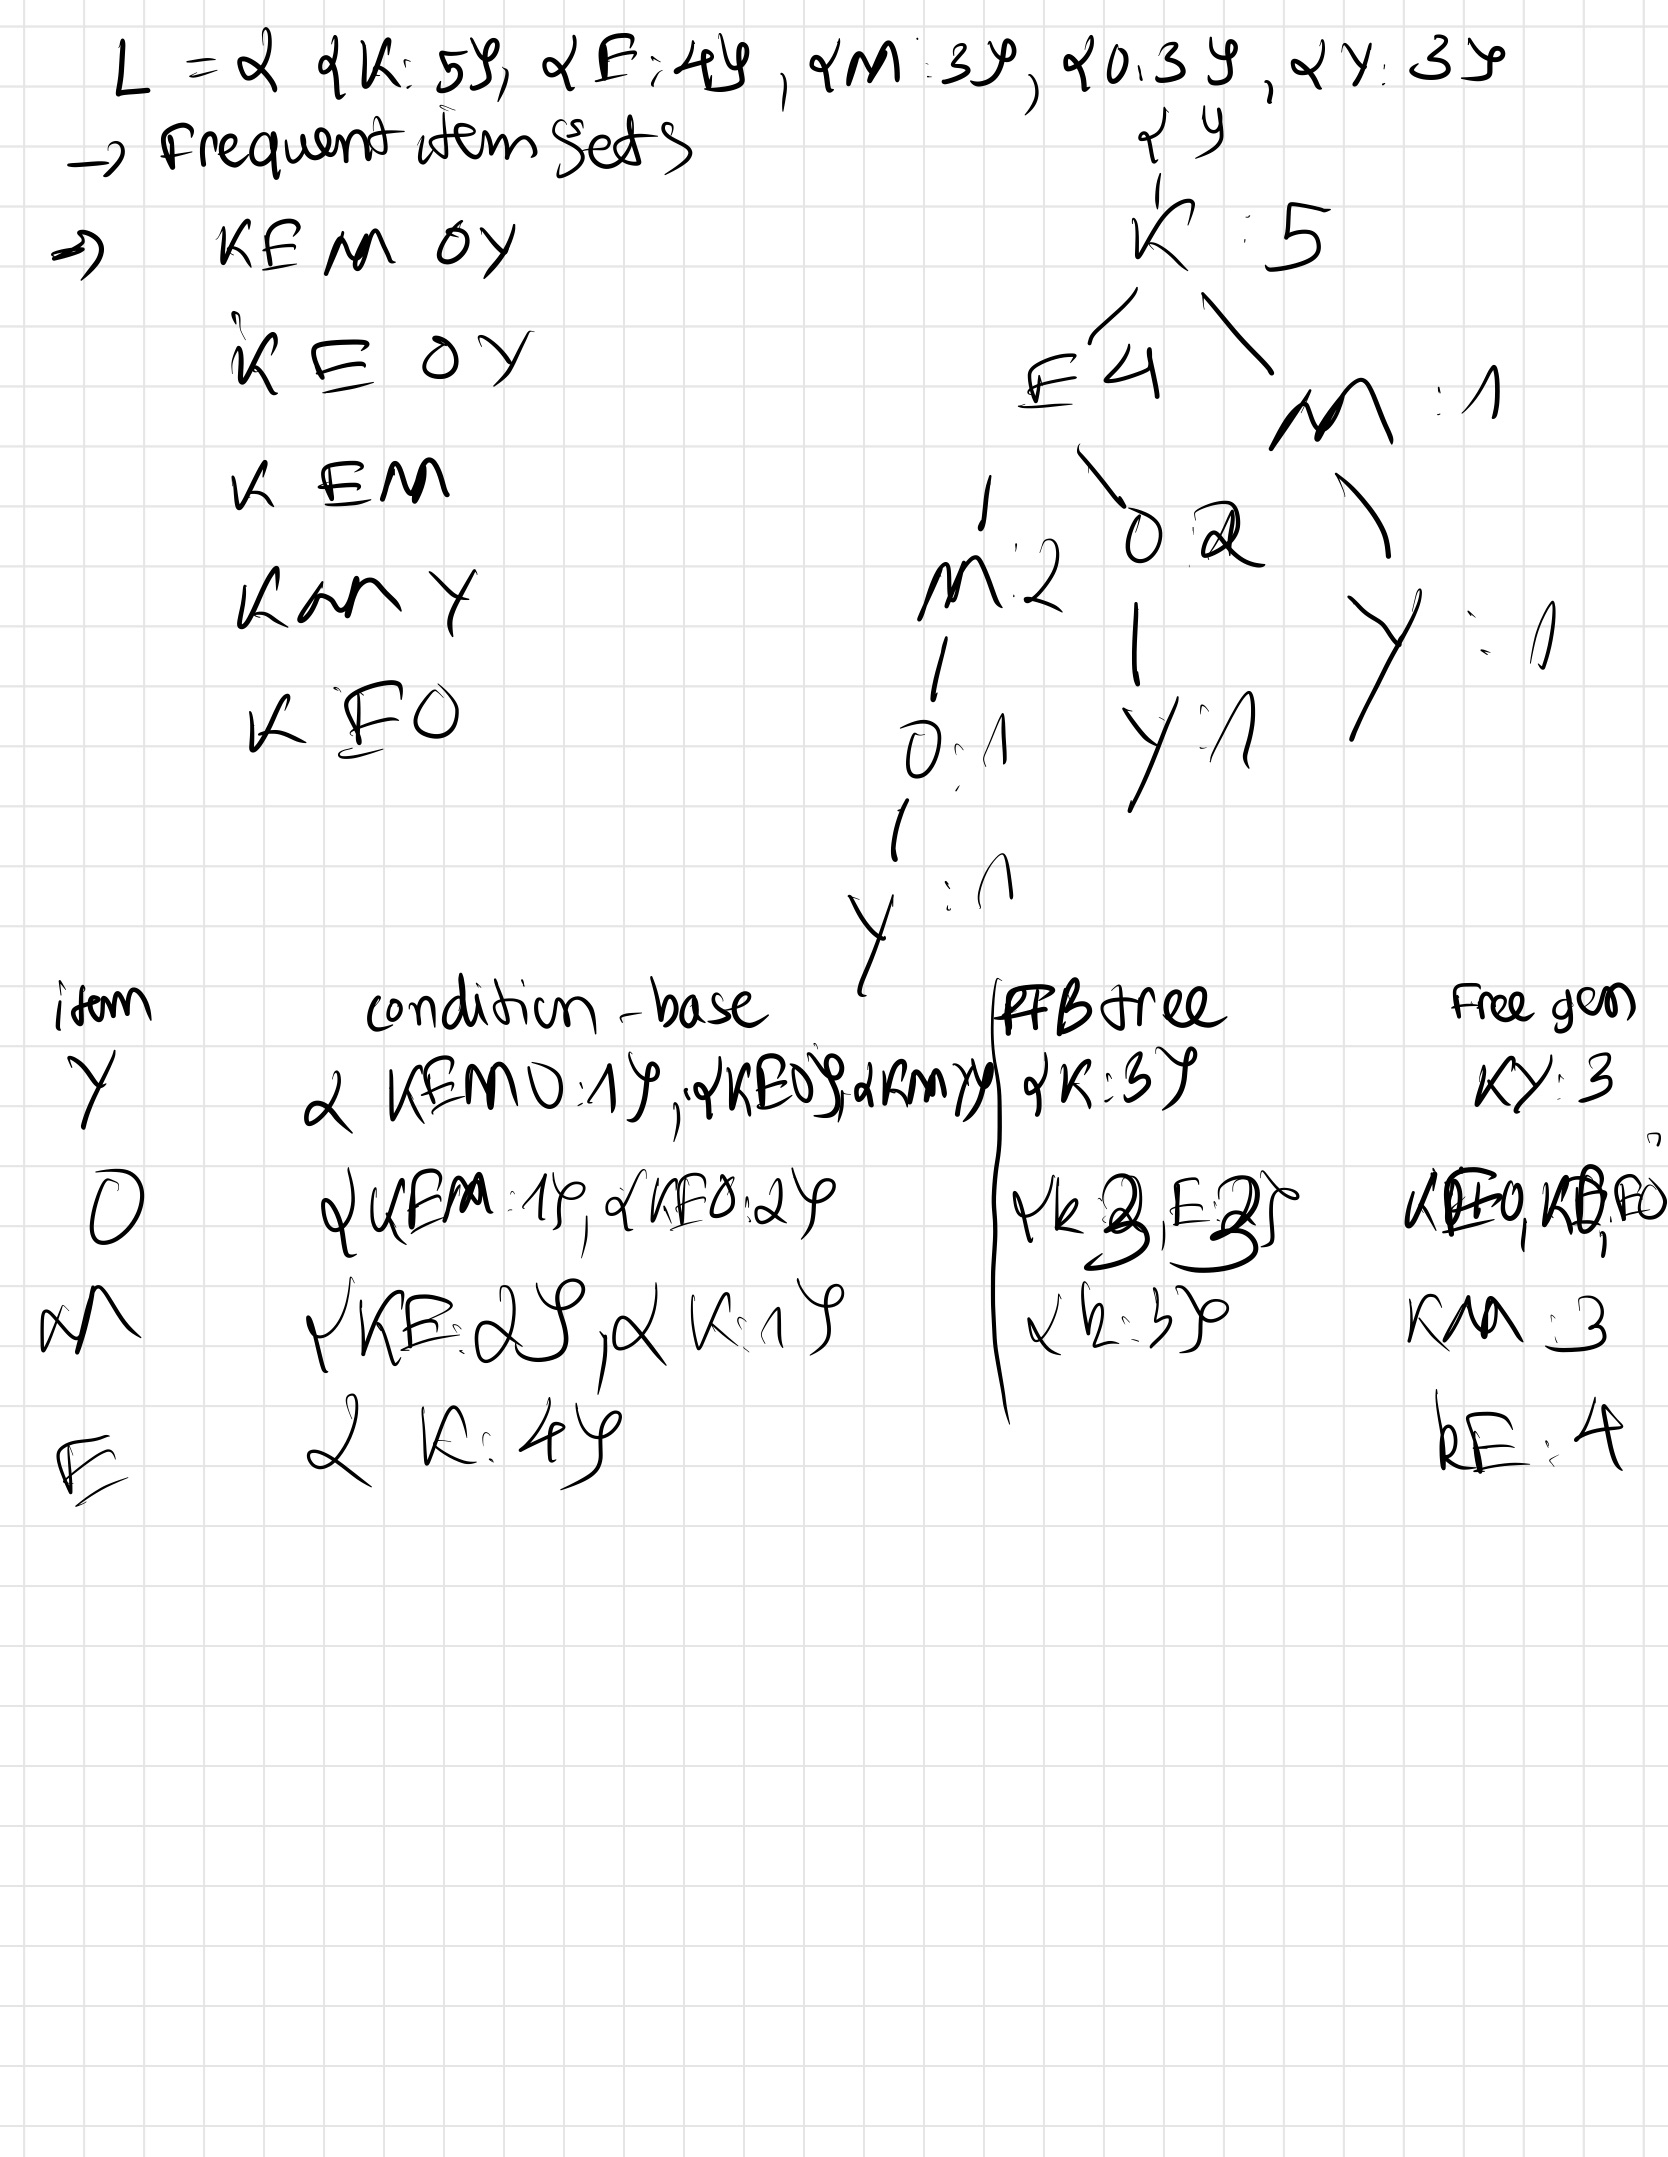 L = { {K: 5}, {E: 4}, {M: 3}, {O: 3}, {Y: 3}
→ Frequent item sets
{ }
⇒ KEMOY
K: 5
KEOY
E 4
M: 1
KEM
M: 2
O 2
KMY
Y: 1
KEO
O: 1
Y: 1
Y: 1
item condition-base tree Free gen
Y { KEMO: 1}, {KEO}, {KMY} {K: 3} KY: 3
O {KEM: 1}, {KEO: 2} {K 3, E 3} KEO, KO, EO
M {KE: 2}, {K: 1} {k: 3} KM: 3
E { K: 4} kE: 4